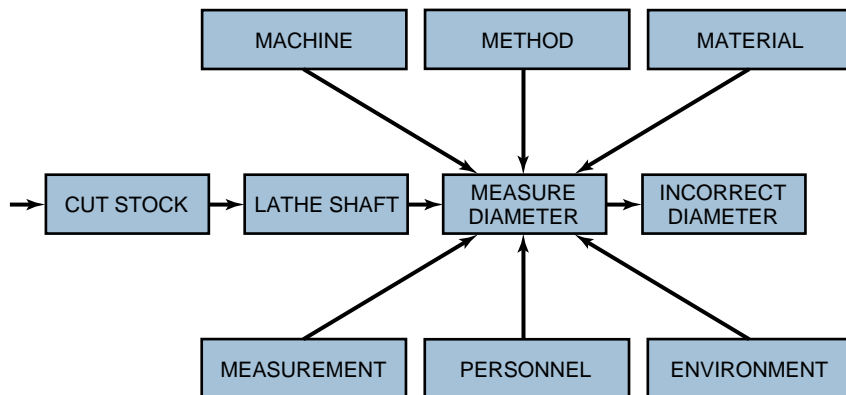 MACHINE
METHOD
MATERIAL
CUT STOCK
LATHE SHAFT
MEASURE
DIAMETER
INCORRECT
DIAMETER
MEASUREMENT
PERSONNEL
ENVIRONMENT